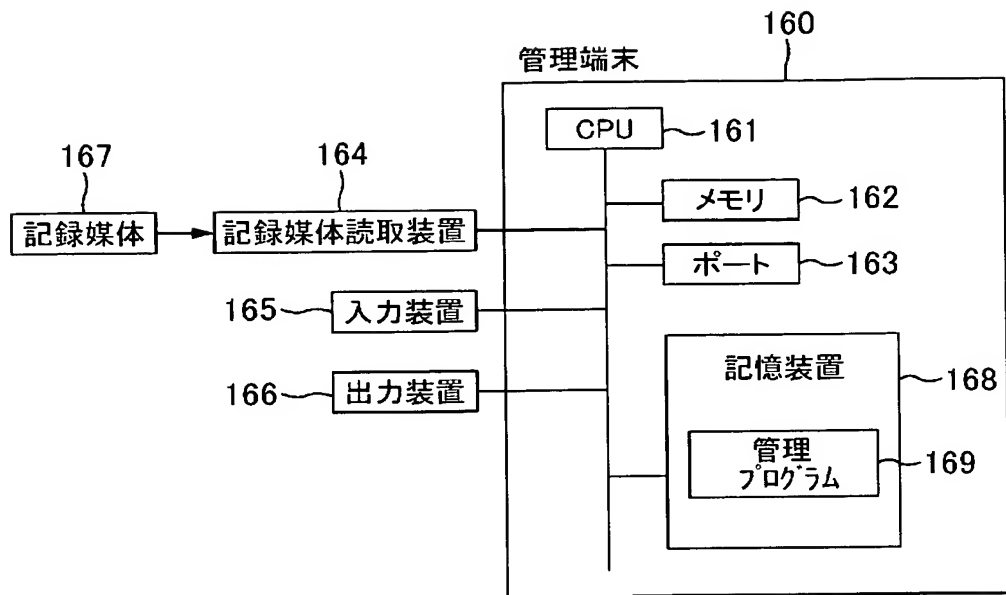 160
管理端末
CPU
161
167
164
メモリ
162
記録媒体
記録媒体読取装置
ポート
163
165
入力装置
記憶装置
168
166
出力装置
管理
プログラム
169